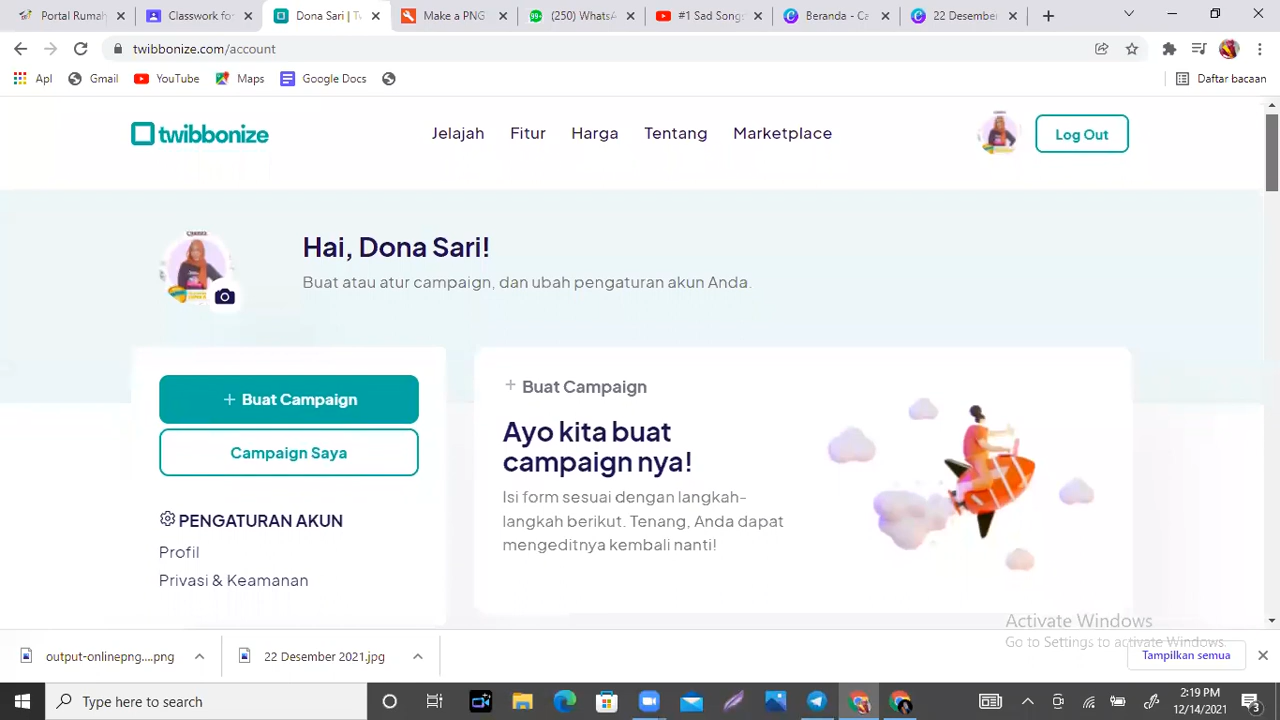 Portal Rumah
Classwork for
Dona Sari | Tw
Make a PNG
99+
(250) WhatsA
#1 Saxsong
Beranda - Ca
22 Desember
twibbonize.com/account
Apl
Gmail
YouTube
Maps
Google Docs
Daftar bacaan
twibbonize
Jelajah
Fitur
Harga
Tentang
Marketplace
Log Out
Hai, Dona Sari!
Buat atau atur campaign, dan ubah pengaturan akun Anda.
+ Buat Campaign
Campaign Saya
PENGATURAN AKUN
Profil
Privasi & Keamanan
+ Buat Campaign
Ayo kita buat
campaign nya!
Isi form sesuai dengan langkah-
langkah berikut. Tenang, Anda dapat
mengeditnya kembali nanti!
Activate Windows
Go to Settings to activate Windows.
output-onlinepng....png
22 Desember 2021.jpg
Tampilkan semua
Type here to search
2:19 PM
12/14/2021
3